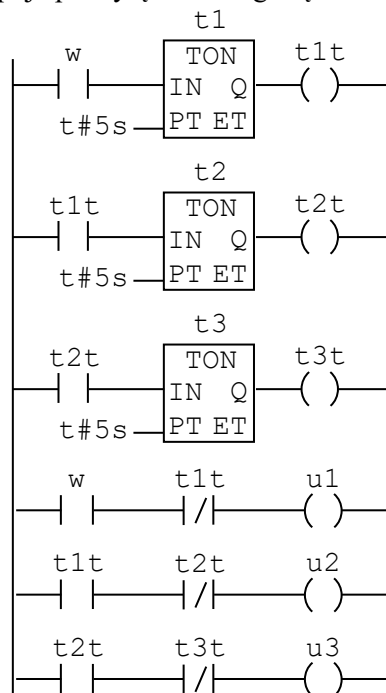 t1
w TON t1t
IN Q
t#5s PT ET
t2
t1t TON t2t
IN Q
t#5s PT ET
t3
t2t TON t3t
IN Q
t#5s PT ET
w t1t u1
t1t t2t u2
t2t t3t u3